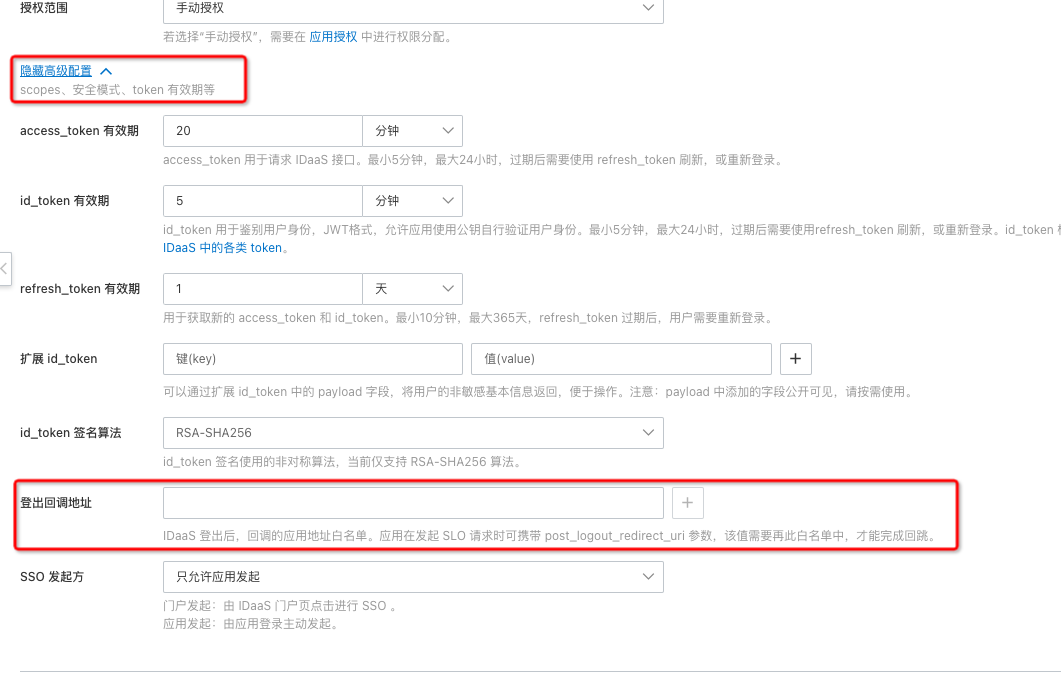 授权范围
手动授权
若选择“手动授权”，需要在 应用授权 中进行权限分配。
隐藏高级配置
scopes、安全模式、token 有效期等
access_token 有效期
20
分钟
access_token 用于请求 IDaaS 接口。最小5分钟，最大24小时，过期后需要使用 refresh_token 刷新，或重新登录。
id_token 有效期
5
分钟
id_token 用于鉴别用户身份，JWT格式，允许应用使用公钥自行验证用户身份。最小5分钟，最大24小时，过期后需要使用refresh_token 刷新，或重新登录。id_token
IDaaS 中的各类 token。
refresh_token 有效期
1
天
用于获取新的 access_token 和 id_token。最小10分钟，最大365天，refresh_token 过期后，用户需要重新登录。
扩展 id_token
键(key)
值(value)
+
可以通过扩展 id_token 中的 payload 字段，将用户的非敏感基本信息返回，便于操作。注意：payload 中添加的字段公开可见，请按需使用。
id_token 签名算法
RSA-SHA256
id_token 签名使用的非对称算法，当前仅支持 RSA-SHA256 算法。
登出回调地址
+
IDaaS 登出后，回调的应用地址白名单。应用在发起 SLO 请求时可携带 post_logout_redirect_uri 参数，该值需要再此白名单中，才能完成回跳。
SSO 发起方
只允许应用发起
门户发起：由 IDaaS 门户页点击进行 SSO 。
应用发起：由应用登录主动发起。